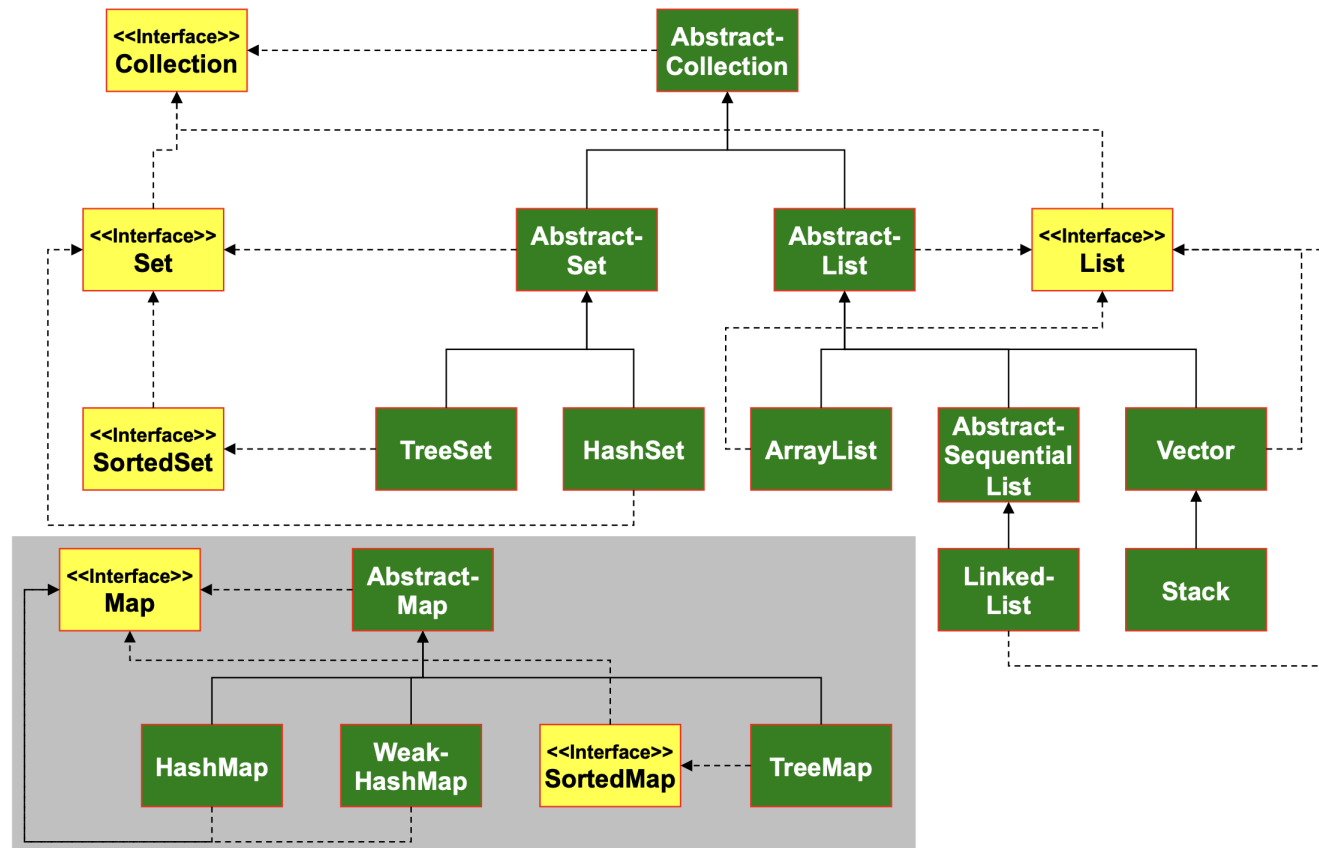 <<Interface>>
Collection
Abstract-
Collection
<<Interface>>
Set
Abstract-
Set
Abstract-
List
<<Interface>>
List
<<Interface>>
SortedSet
TreeSet
HashSet
ArrayList
Abstract-
Sequential
List
Vector
<<Interface>>
Map
Abstract-
Map
Linked-
List
Stack
HashMap
Weak-
HashMap
<<Interface>>
SortedMap
TreeMap